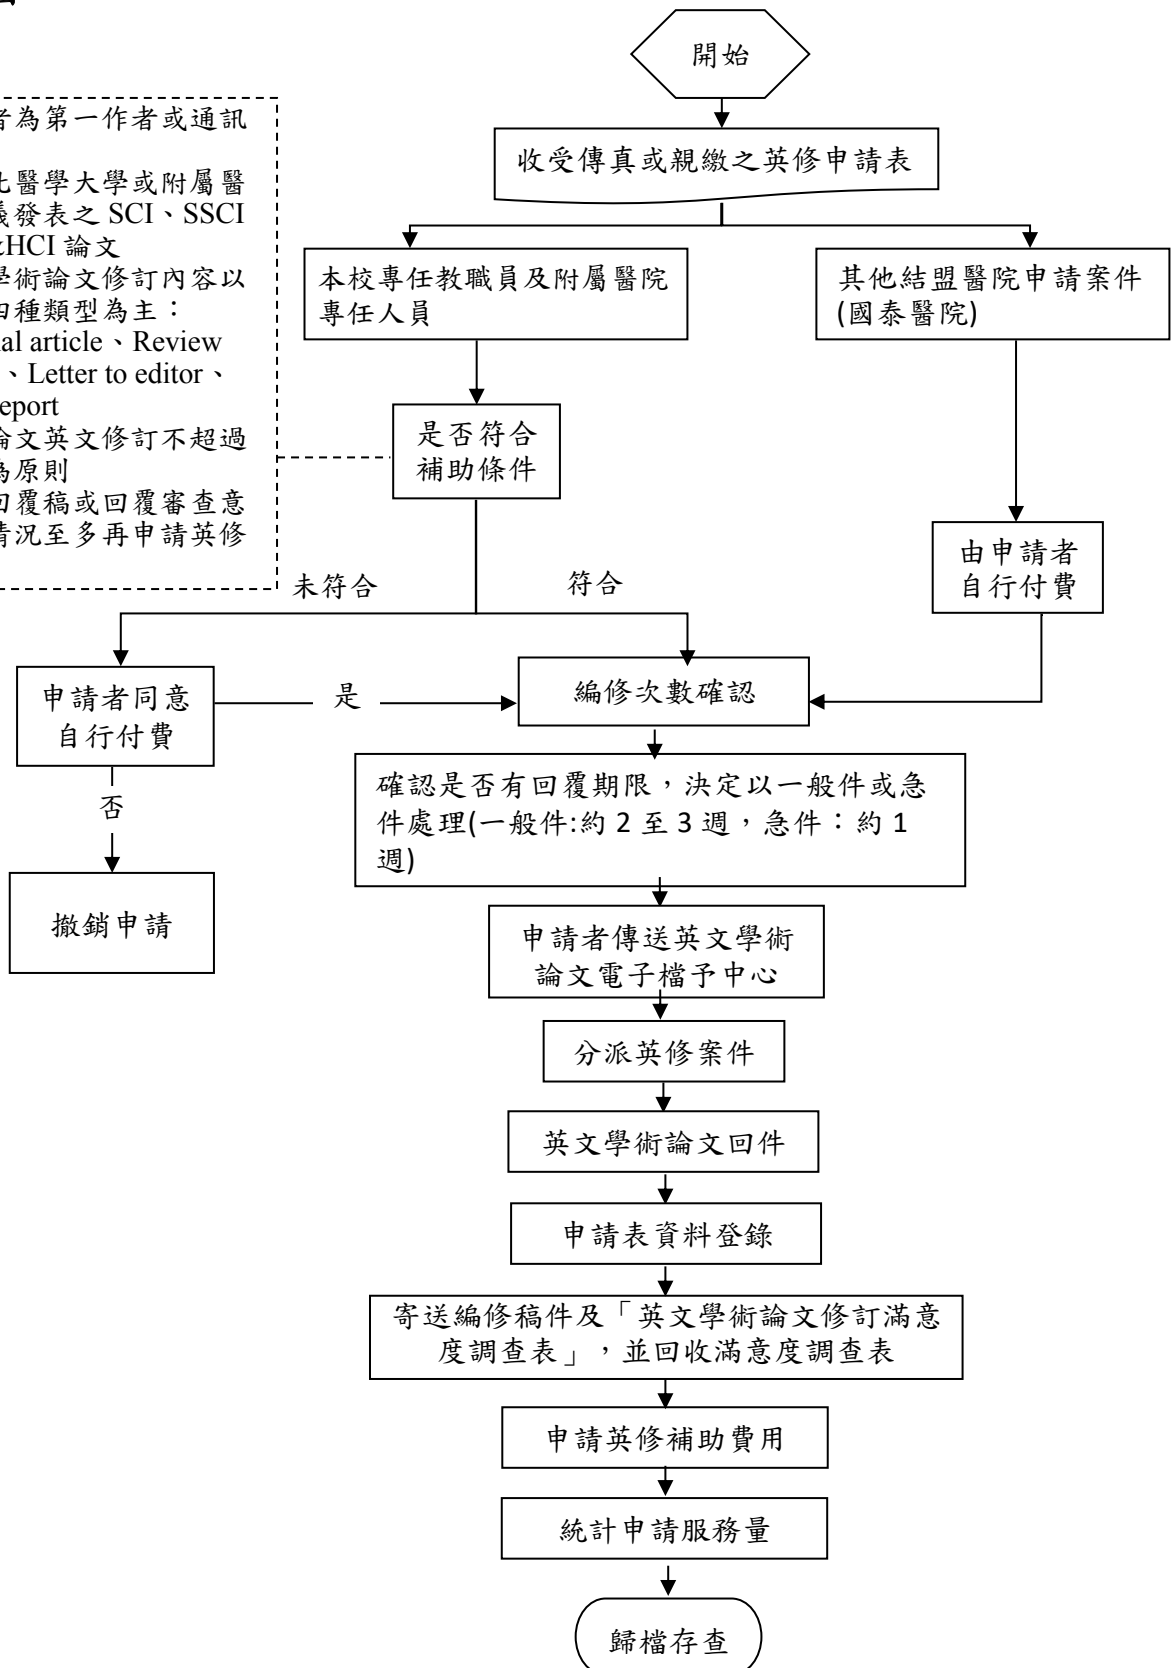 開始
收受傳真或親繳之英修申請表
者為第一作者或通訊
北醫學大學或附屬醫
義發表之 SCI、SSCI
&HCI 論文
學術論文修訂內容以
四種類型為主：
nal article、Review
、Letter to editor、
report
論文英文修訂不超過
為原則
回覆稿或回覆審查意
情況至多再申請英修
本校專任教職員及附屬醫院
專任人員
其他結盟醫院申請案件
(國泰醫院)
是否符合
補助條件
由申請者
自行付費
未符合
符合
申請者同意
自行付費
是
編修次數確認
否
撤銷申請
確認是否有回覆期限，決定以一般件或急
件處理(一般件:約 2 至 3 週，急件：約 1
週)
申請者傳送英文學術
論文電子檔予中心
分派英修案件
英文學術論文回件
申請表資料登錄
寄送編修稿件及「英文學術論文修訂滿意
度調查表」，並回收滿意度調查表
申請英修補助費用
統計申請服務量
歸檔存查